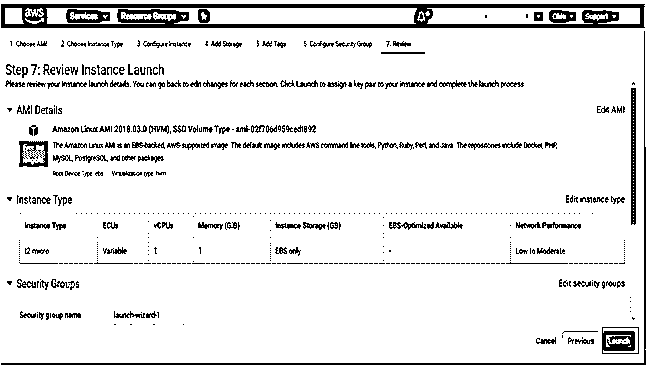 aws Services Resource Groups Ohio Support
1. Choose AMI 2. Choose Instance Type 3. Configure Instance 4. Add Storage 5. Add Tags 6. Configure Security Group 7. Review
Step 7: Review Instance Launch
Please review your instance launch details. You can go back to edit changes for each section. Click Launch to assign a key pair to your instance and complete the launch process
AMI Details Edit AMI
Amazon Linux AMI 2018.03.0 (HVM), SSD Volume Type - ami-02f706d959cedf892
The Amazon Linux AMI is an EBS-backed, AWS-supported image. The default image includes AWS command line tools, Python, Ruby, Perl, and Java. The repositories include Docker, PHP,
MySQL, PostgreSQL, and other packages.
Root Device Type: ebs Virtualization type: hvm
Instance Type Edit instance type
Instance Type ECUs vCPUs Memory (GiB) Instance Storage (GB) EBS-Optimized Available Network Performance
t2.micro Variable 1 1 EBS only - Low to Moderate
Security Groups Edit security groups
Security group name launch-wizard-1
Cancel Previous Launch